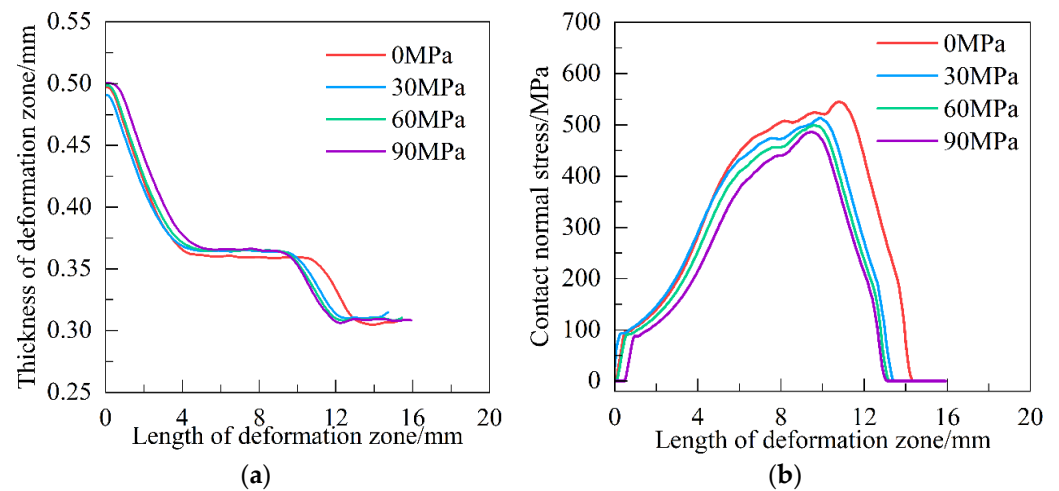 Thickness of deformation zone/mm
0.55
0.50
0.45
0.40
0.35
0.30
0.25
0MPa
30MPa
60MPa
90MPa
0 4 8 12 16 20
Length of deformation zone/mm
(a)
Contact normal stress/MPa
700
600
500
400
300
200
100
0
0MPa
30MPa
60MPa
90MPa
0 4 8 12 16 20
Length of deformation zone/mm
(b)